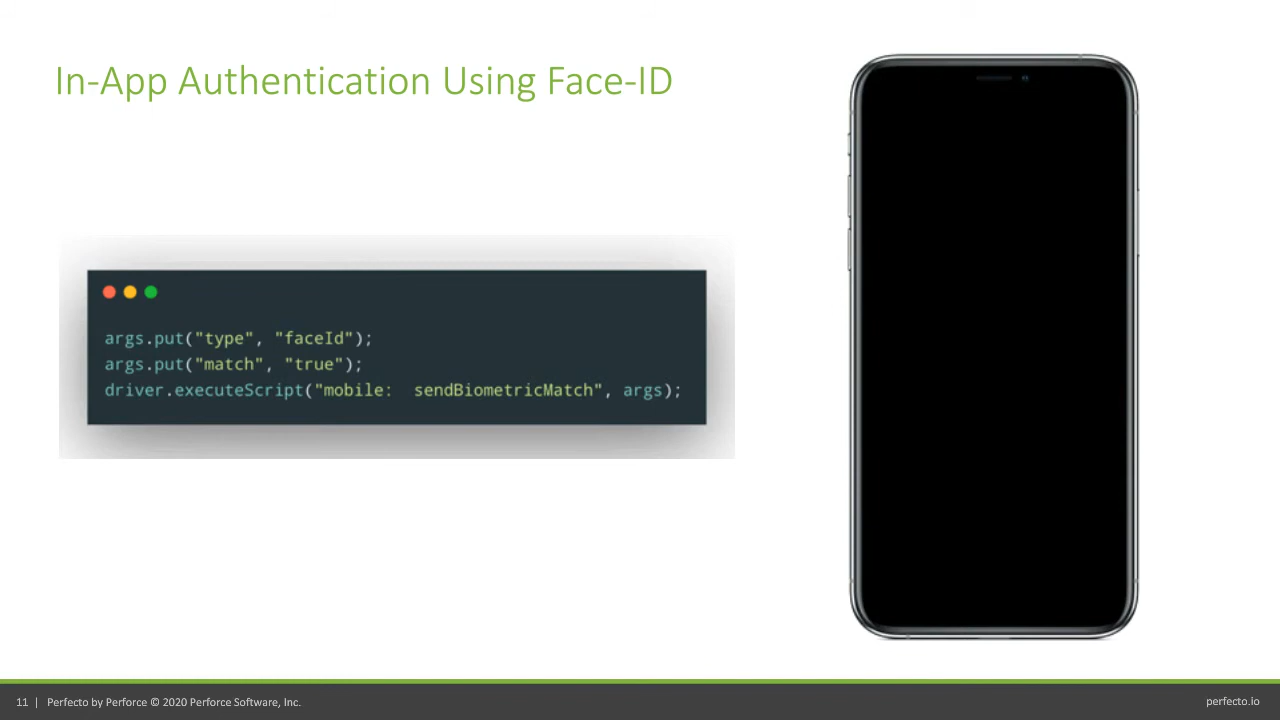 In-App Authentication Using Face-ID
args.put("type", "faceId");
args.put("match", "true");
driver.executeScript("mobile:  sendBiometricMatch", args);
11 | Perfecto by Perforce © 2020 Perforce Software, Inc.
perfecto.io